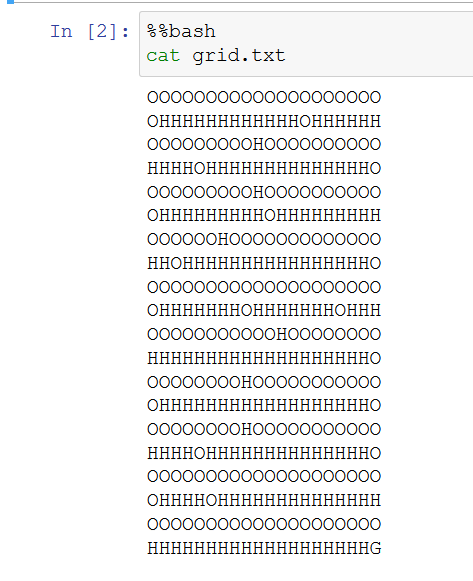 In [2]: %%bash
cat grid.txt
OOOOOOOOOOOOOOOOOOOO
OHHHHHHHHHHHHOHHHHHH
OOOOOOOOOHOOOOOOOOOO
HHHHOHHHHHHHHHHHHHHO
OOOOOOOOOHOOOOOOOOOO
OHHHHHHHHHOHHHHHHHHH
OOOOOOHOOOOOOOOOOOOO
HHOHHHHHHHHHHHHHHHHO
OOOOOOOOOOOOOOOOOOOO
OHHHHHHHOHHHHHHHOHHH
OOOOOOOOOOOHOOOOOOOO
HHHHHHHHHHHHHHHHHHHO
OOOOOOOOHOOOOOOOOOOO
OHHHHHHHHHHHHHHHHHHO
OOOOOOOOHOOOOOOOOOOO
HHHHOHHHHHHHHHHHHHHO
OOOOOOOOOOOOOOOOOOOO
OHHHHOHHHHHHHHHHHHHH
OOOOOOOOOOOOOOOOOOOO
HHHHHHHHHHHHHHHHHHHG